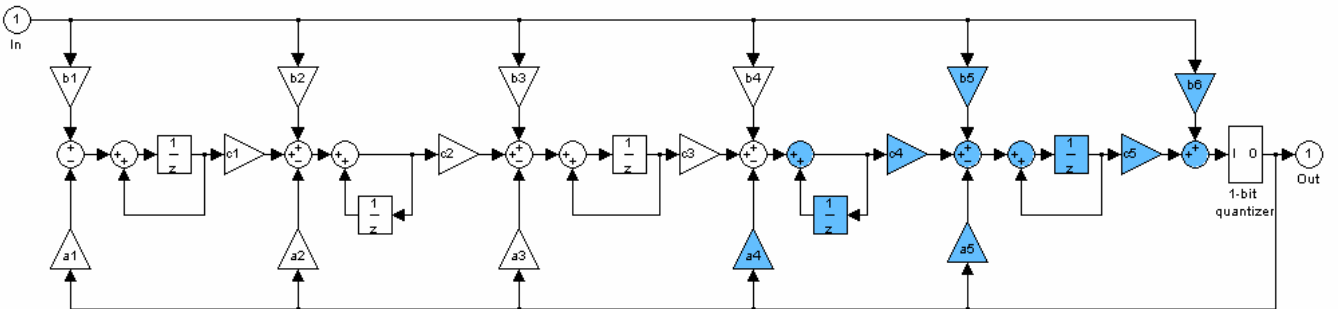 1
In
b1
b2
b3
b4
b5
b6
+
−
+
+
1
z
c1
+
+
−
+
+
c2
+
+
−
+
+
1
z
c3
+
−
+
+
c4
+
+
−
+
+
1
z
c5
+
+
I O
1
Out
1-bit
quantizer
1
z
1
z
a1
a2
a3
a4
a5